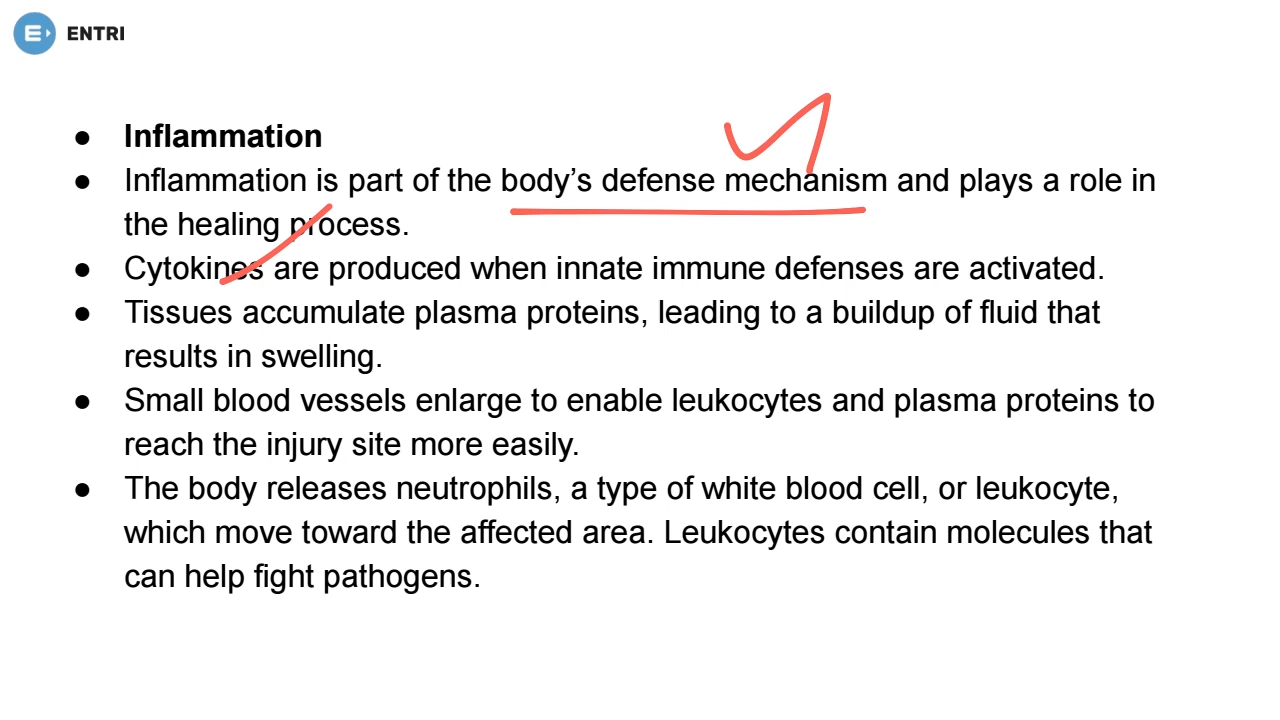 ENTRI
● Inflammation
● Inflammation is part of the body’s defense mechanism and plays a role in
the healing process.
● Cytokines are produced when innate immune defenses are activated.
● Tissues accumulate plasma proteins, leading to a buildup of fluid that
results in swelling.
● Small blood vessels enlarge to enable leukocytes and plasma proteins to
reach the injury site more easily.
● The body releases neutrophils, a type of white blood cell, or leukocyte,
which move toward the affected area. Leukocytes contain molecules that
can help fight pathogens.